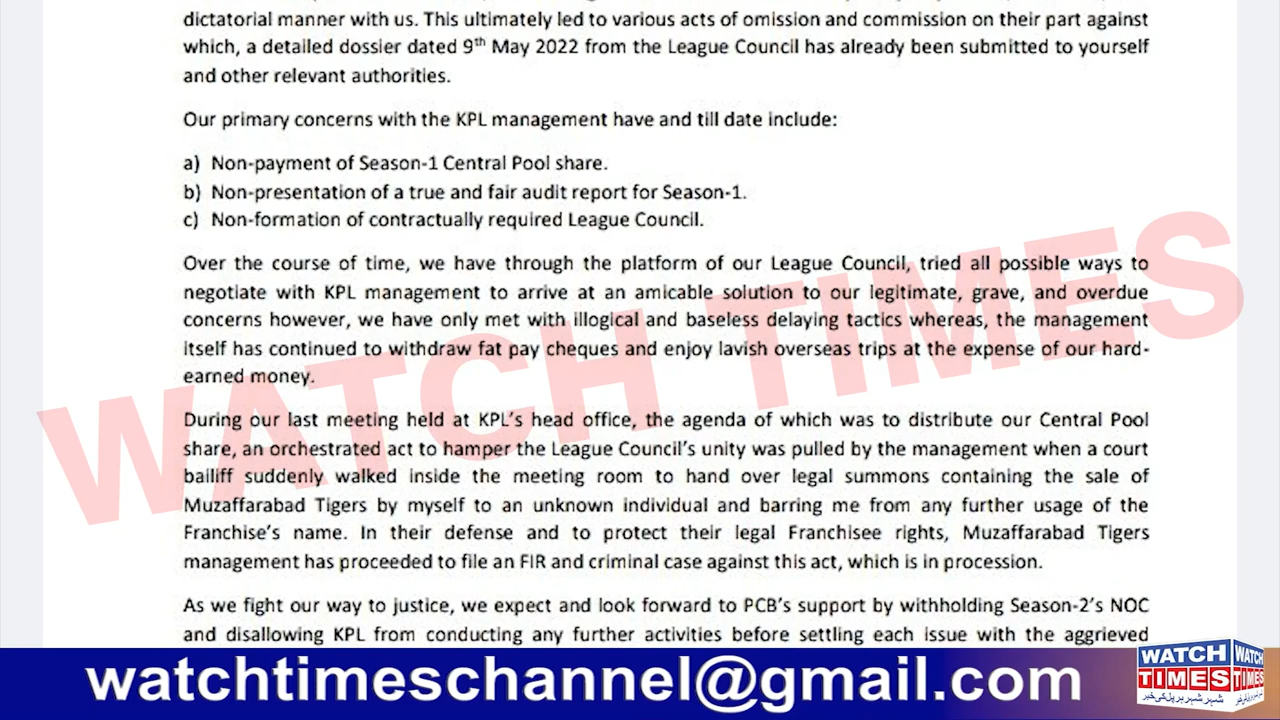 dictatorial manner with us. This ultimately led to various acts of omission and commission on their part against
which, a detailed dossier dated 9th May 2022 from the League Council has already been submitted to yourself
and other relevant authorities.
Our primary concerns with the KPL management have and till date include:
a) Non-payment of Season-1 Central Pool share.
b) Non-presentation of a true and fair audit report for Season-1.
c) Non-formation of contractually required League Council.
Over the course of time, we have through the platform of our League Council, tried all possible ways to
negotiate with KPL management to arrive at an amicable solution to our legitimate, grave, and overdue
concerns however, we have only met with illogical and baseless delaying tactics whereas, the management
itself has continued to withdraw fat pay cheques and enjoy lavish overseas trips at the expense of our hard-
earned money.
During our last meeting held at KPL's head office, the agenda of which was to distribute our Central Pool
share, an orchestrated act to hamper the League Council's unity was pulled by the management when a court
bailiff suddenly walked inside the meeting room to hand over legal summons containing the sale of
Muzaffarabad Tigers by myself to an unknown individual and barring me from any further usage of the
Franchise's name. In their defense and to protect their legal Franchisee rights, Muzaffarabad Tigers
management has proceeded to file an FIR and criminal case against this act, which is in procession.
As we fight our way to justice, we expect and look forward to PCB's support by withholding Season-2's NOC
and disallowing KPL from conducting any further activities before settling each issue with the aggrieved
WATCH TIMES
watchtimeschannel@gmail.com
WATCH TIMES
WATCH TIMES
شہر شہر ہر پل کی خبر